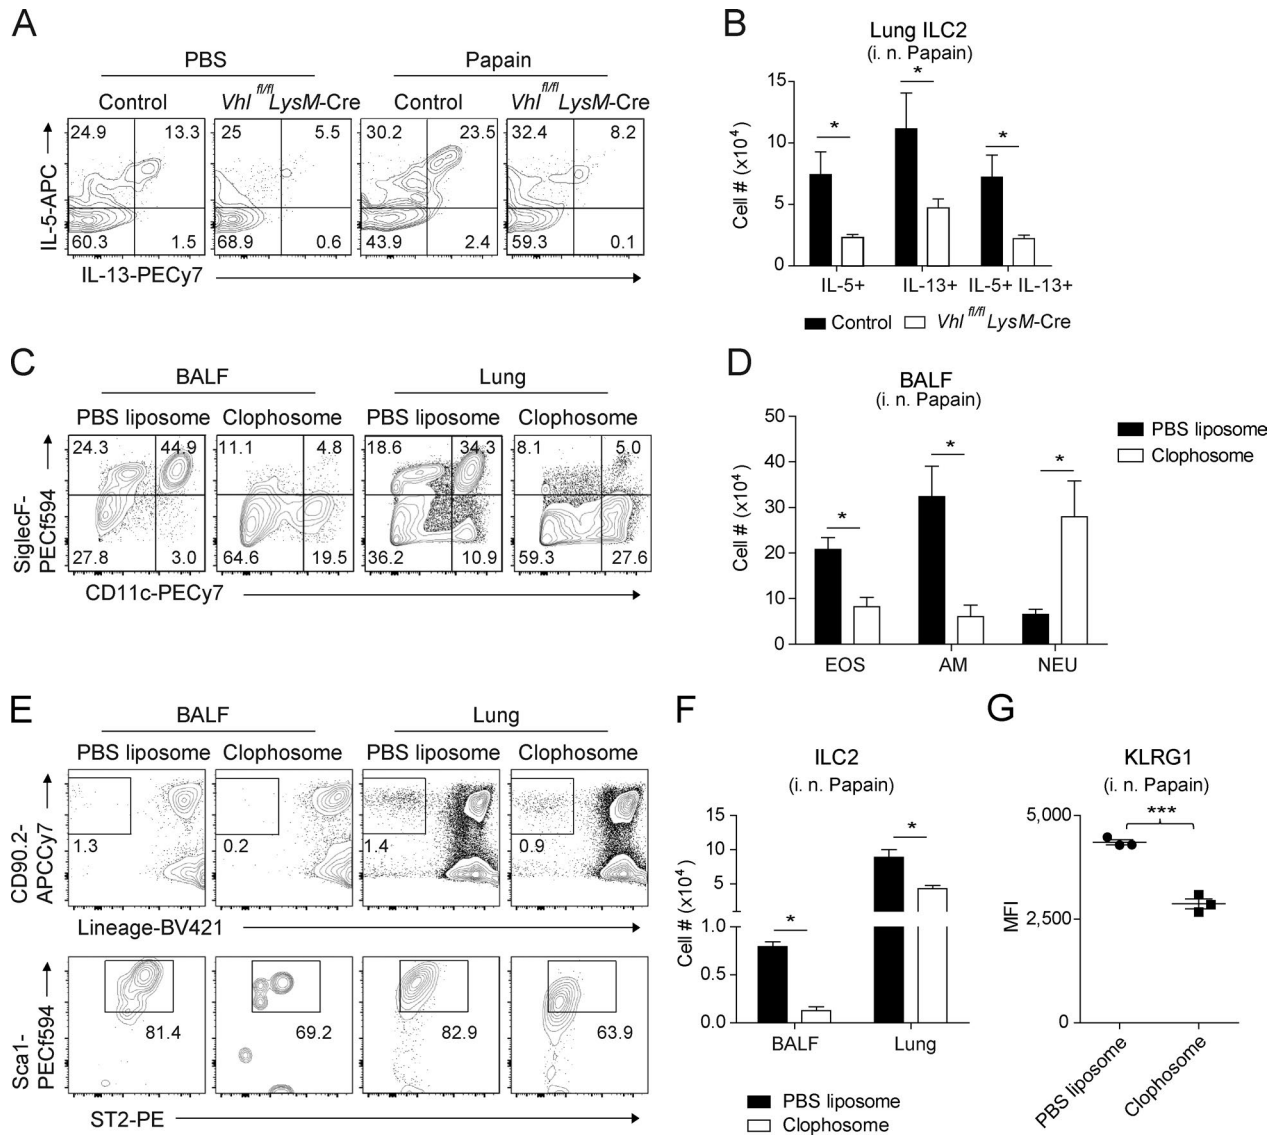 A
PBS
Papain
Control
Vhl fl/fl LysM-Cre
Control
Vhl fl/fl LysM-Cre
24.9
13.3
25
5.5
30.2
23.5
32.4
8.2
60.3
1.5
68.9
0.6
43.9
2.4
59.3
0.1
IL-5-APC
IL-13-PECy7
B
Lung ILC2
(i. n. Papain)
Cell # (x10⁴)
15
10
5
0
*
*
*
IL-5+
IL-13+
IL-5+ IL-13+
Control
Vhl fl/fl LysM-Cre
C
BALF
Lung
PBS liposome
Clophosome
PBS liposome
Clophosome
24.3
44.9
11.1
4.8
18.6
34.3
8.1
5.0
27.8
3.0
64.6
19.5
36.2
10.9
59.3
27.6
SiglecF-
PECf594
CD11c-PECy7
D
BALF
(i. n. Papain)
Cell # (x10⁴)
50
40
30
20
10
0
*
*
*
EOS
AM
NEU
PBS liposome
Clophosome
E
BALF
Lung
PBS liposome
Clophosome
PBS liposome
Clophosome
1.3
0.2
1.4
0.9
CD90.2-
APCCy7
Lineage-BV421
81.4
69.2
82.9
63.9
Sca1-
PECf594
ST2-PE
F
ILC2
(i. n. Papain)
Cell # (x10⁴)
15
10
5
1.0
0.5
0.0
*
*
BALF
Lung
PBS liposome
Clophosome
G
KLRG1
(i. n. Papain)
MFI
5,000
2,500
0
***
PBS liposome
Clophosome